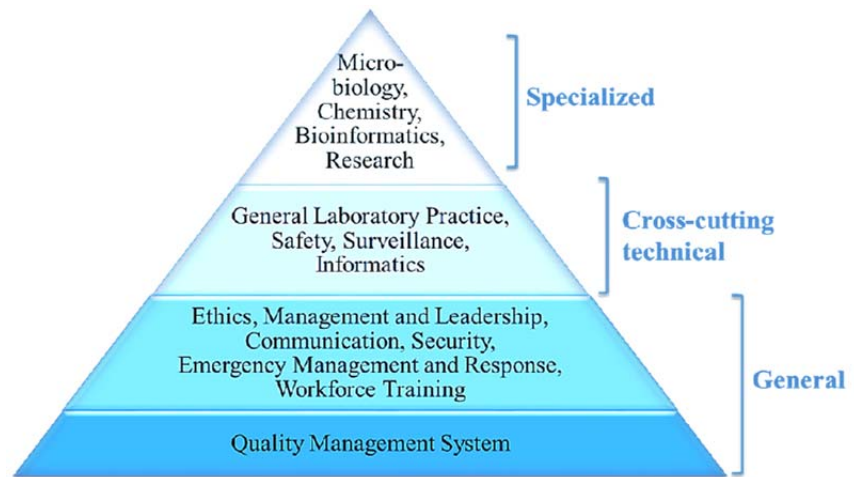 Micro-
biology,
Chemistry,
Bioinformatics,
Research
Specialized
General Laboratory Practice,
Safety, Surveillance,
Informatics
Cross-cutting
technical
Ethics, Management and Leadership,
Communication, Security,
Emergency Management and Response,
Workforce Training
General
Quality Management System